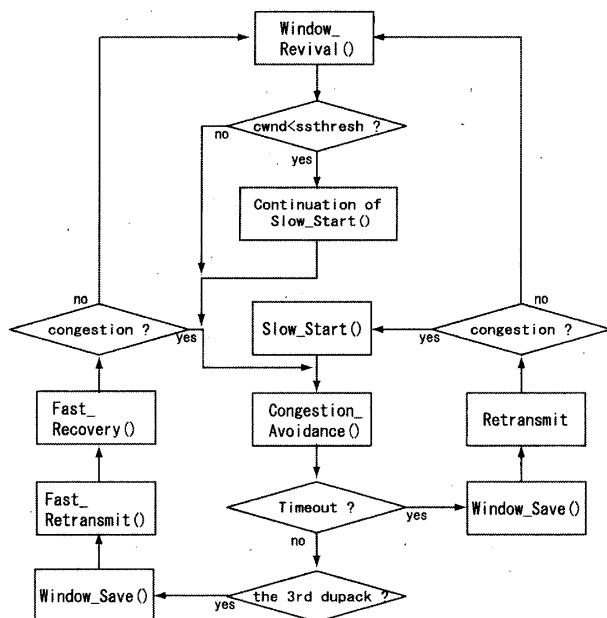 Window_
Revival()
cwnd<ssthresh ?
no
yes
Continuation of
Slow_Start()
no
no
congestion ?
yes
Slow_Start()
congestion ?
yes
Fast_
Recovery()
Congestion_
Avoidance()
Retransmit
Fast_
Retransmit()
Timeout ?
yes
Window_Save()
no
Window_Save()
yes
the 3rd dupack ?